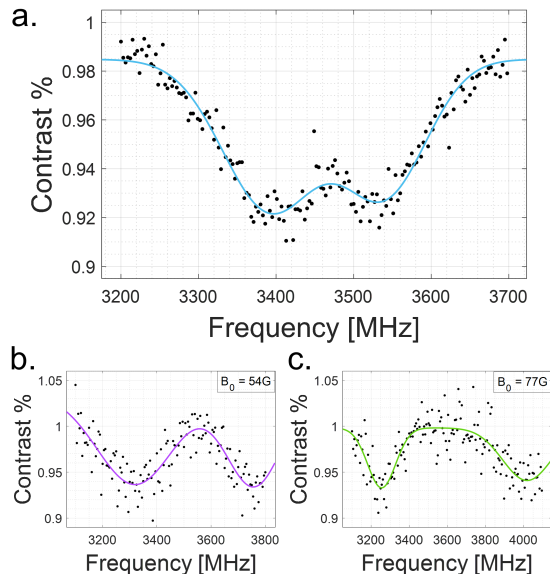 a.
1
0.98
0.96
0.94
0.92
0.9
Contrast %
3200 3300 3400 3500 3600 3700
Frequency [MHz]
b.
B0 = 54G
1.05
1
0.95
0.9
Contrast %
3200 3400 3600 3800
Frequency [MHz]
c.
B0 = 77G
1.05
1
0.95
0.9
Contrast %
3200 3400 3600 3800 4000
Frequency [MHz]